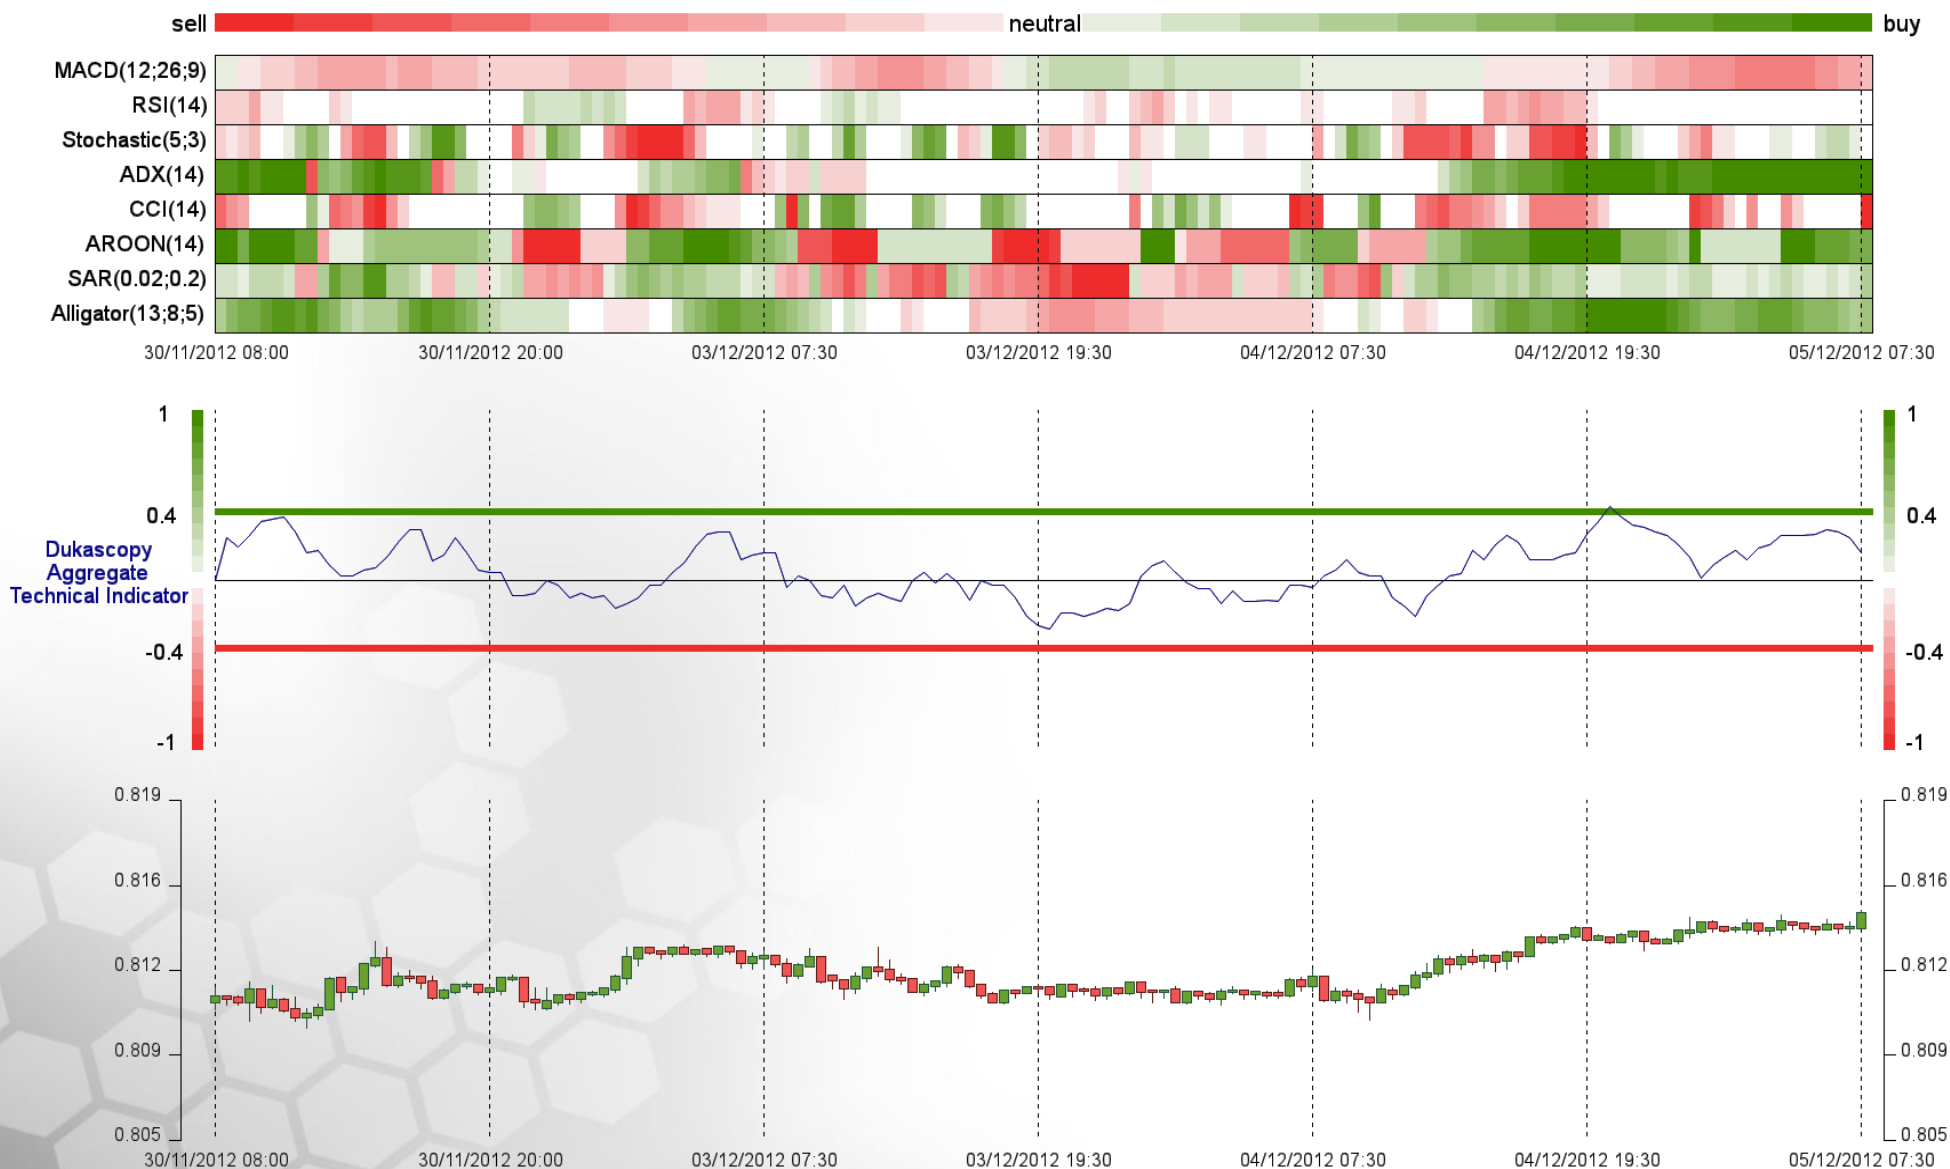 sell neutral buy
MACD(12;26;9)
RSI(14)
Stochastic(5;3)
ADX(14)
CCI(14)
AROON(14)
SAR(0.02;0.2)
Alligator(13;8;5)
30/11/2012 08:00 30/11/2012 20:00 03/12/2012 07:30 03/12/2012 19:30 04/12/2012 07:30 04/12/2012 19:30 05/12/2012 07:30
1 1
0.4 0.4
Dukascopy
Aggregate
Technical Indicator
-0.4 -0.4
-1 -1
0.819 0.819
0.816 0.816
0.812 0.812
0.809 0.809
0.805 0.805
30/11/2012 08:00 30/11/2012 20:00 03/12/2012 07:30 03/12/2012 19:30 04/12/2012 07:30 04/12/2012 19:30 05/12/2012 07:30